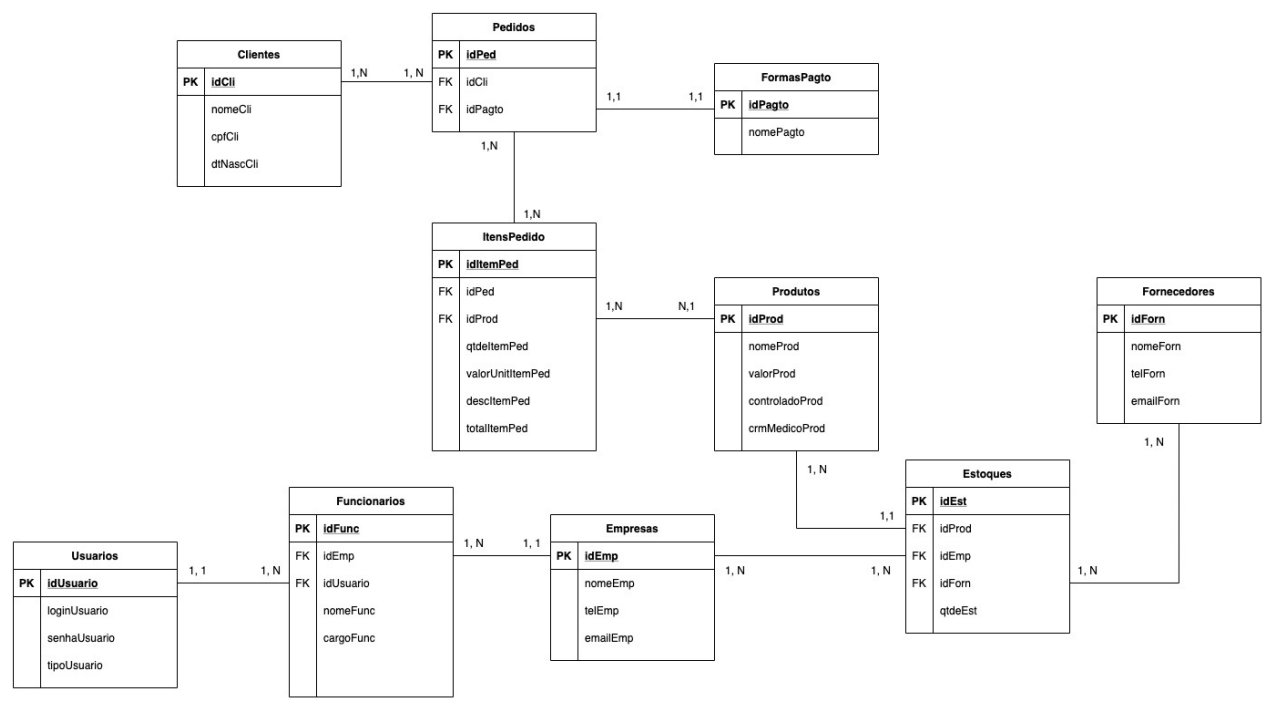 Pedidos
PK idPed
FK idCli
FK idPagto
Clientes
PK idCli
nomeCli
cpfCli
dtNascCli
1,N
1, N
1,1
1,1
FormasPagto
PK idPagto
nomePagto
1,N
1,N
ItensPedido
PK idItemPed
FK idPed
FK idProd
qtdeItemPed
valorUnitItemPed
descItemPed
totalItemPed
1,N
N,1
Produtos
PK idProd
nomeProd
valorProd
controladoProd
crmMedicoProd
Fornecedores
PK idForn
nomeForn
telForn
emailForn
1, N
1, N
1,1
Estoques
PK idEst
FK idProd
FK idEmp
FK idForn
qtdeEst
1, N
Funcionarios
PK idFunc
FK idEmp
FK idUsuario
nomeFunc
cargoFunc
1, N
1, 1
Empresas
PK idEmp
nomeEmp
telEmp
emailEmp
1, N
1, N
Usuarios
PK idUsuario
loginUsuario
senhaUsuario
tipoUsuario
1, 1
1, N